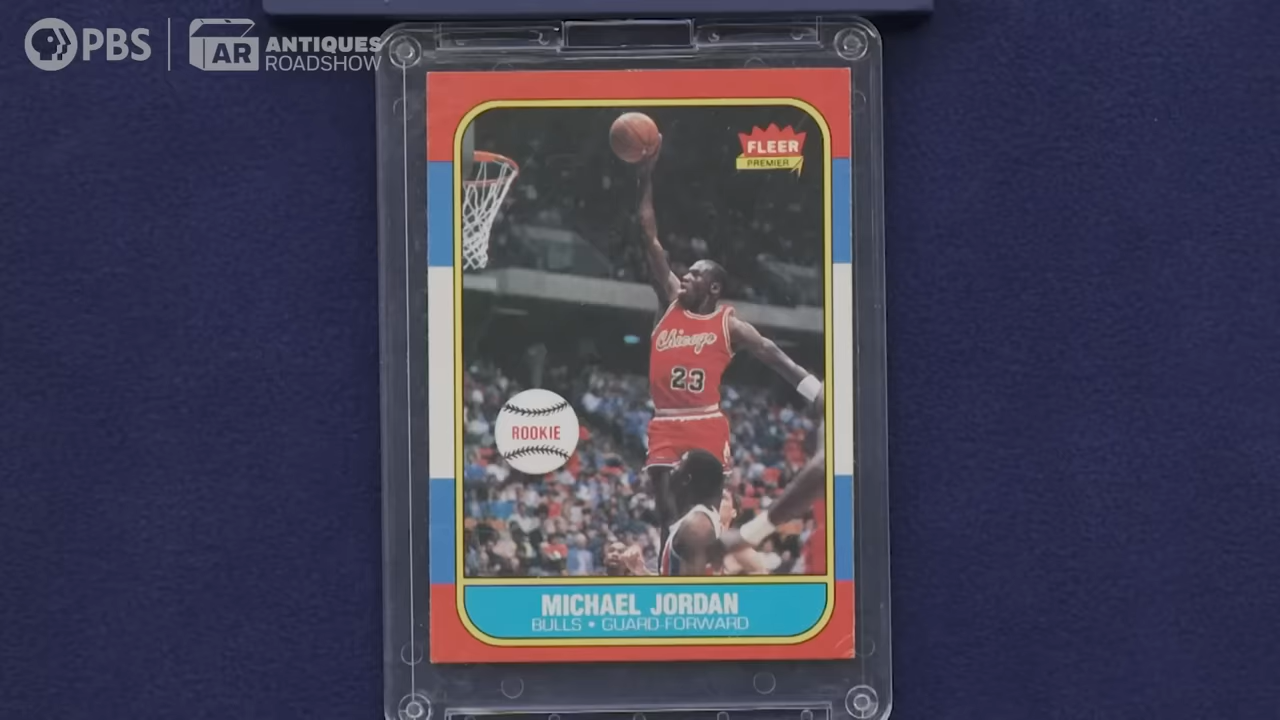 PBS
AR
ANTIQUES
ROADSHOW
FLEER
PREMIER
Chicago
23
ROOKIE
MICHAEL JORDAN
BULLS • GUARD-FORWARD